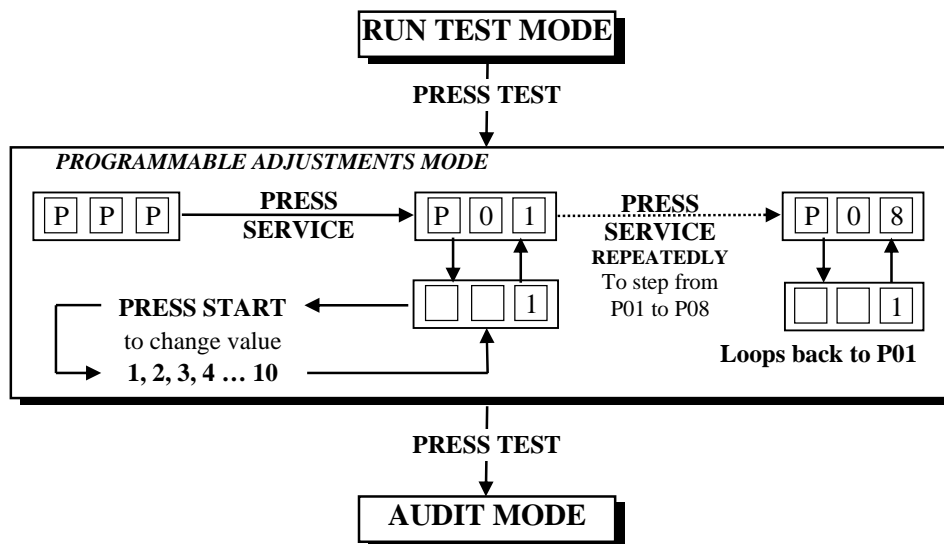 RUN TEST MODE
PRESS TEST
PROGRAMMABLE ADJUSTMENTS MODE
P P P
PRESS
SERVICE
P 0 1
PRESS
SERVICE
REPEATEDLY
To step from
P01 to P08
P 0 8
PRESS START
to change value
1, 2, 3, 4 … 10
1
1
Loops back to P01
PRESS TEST
AUDIT MODE